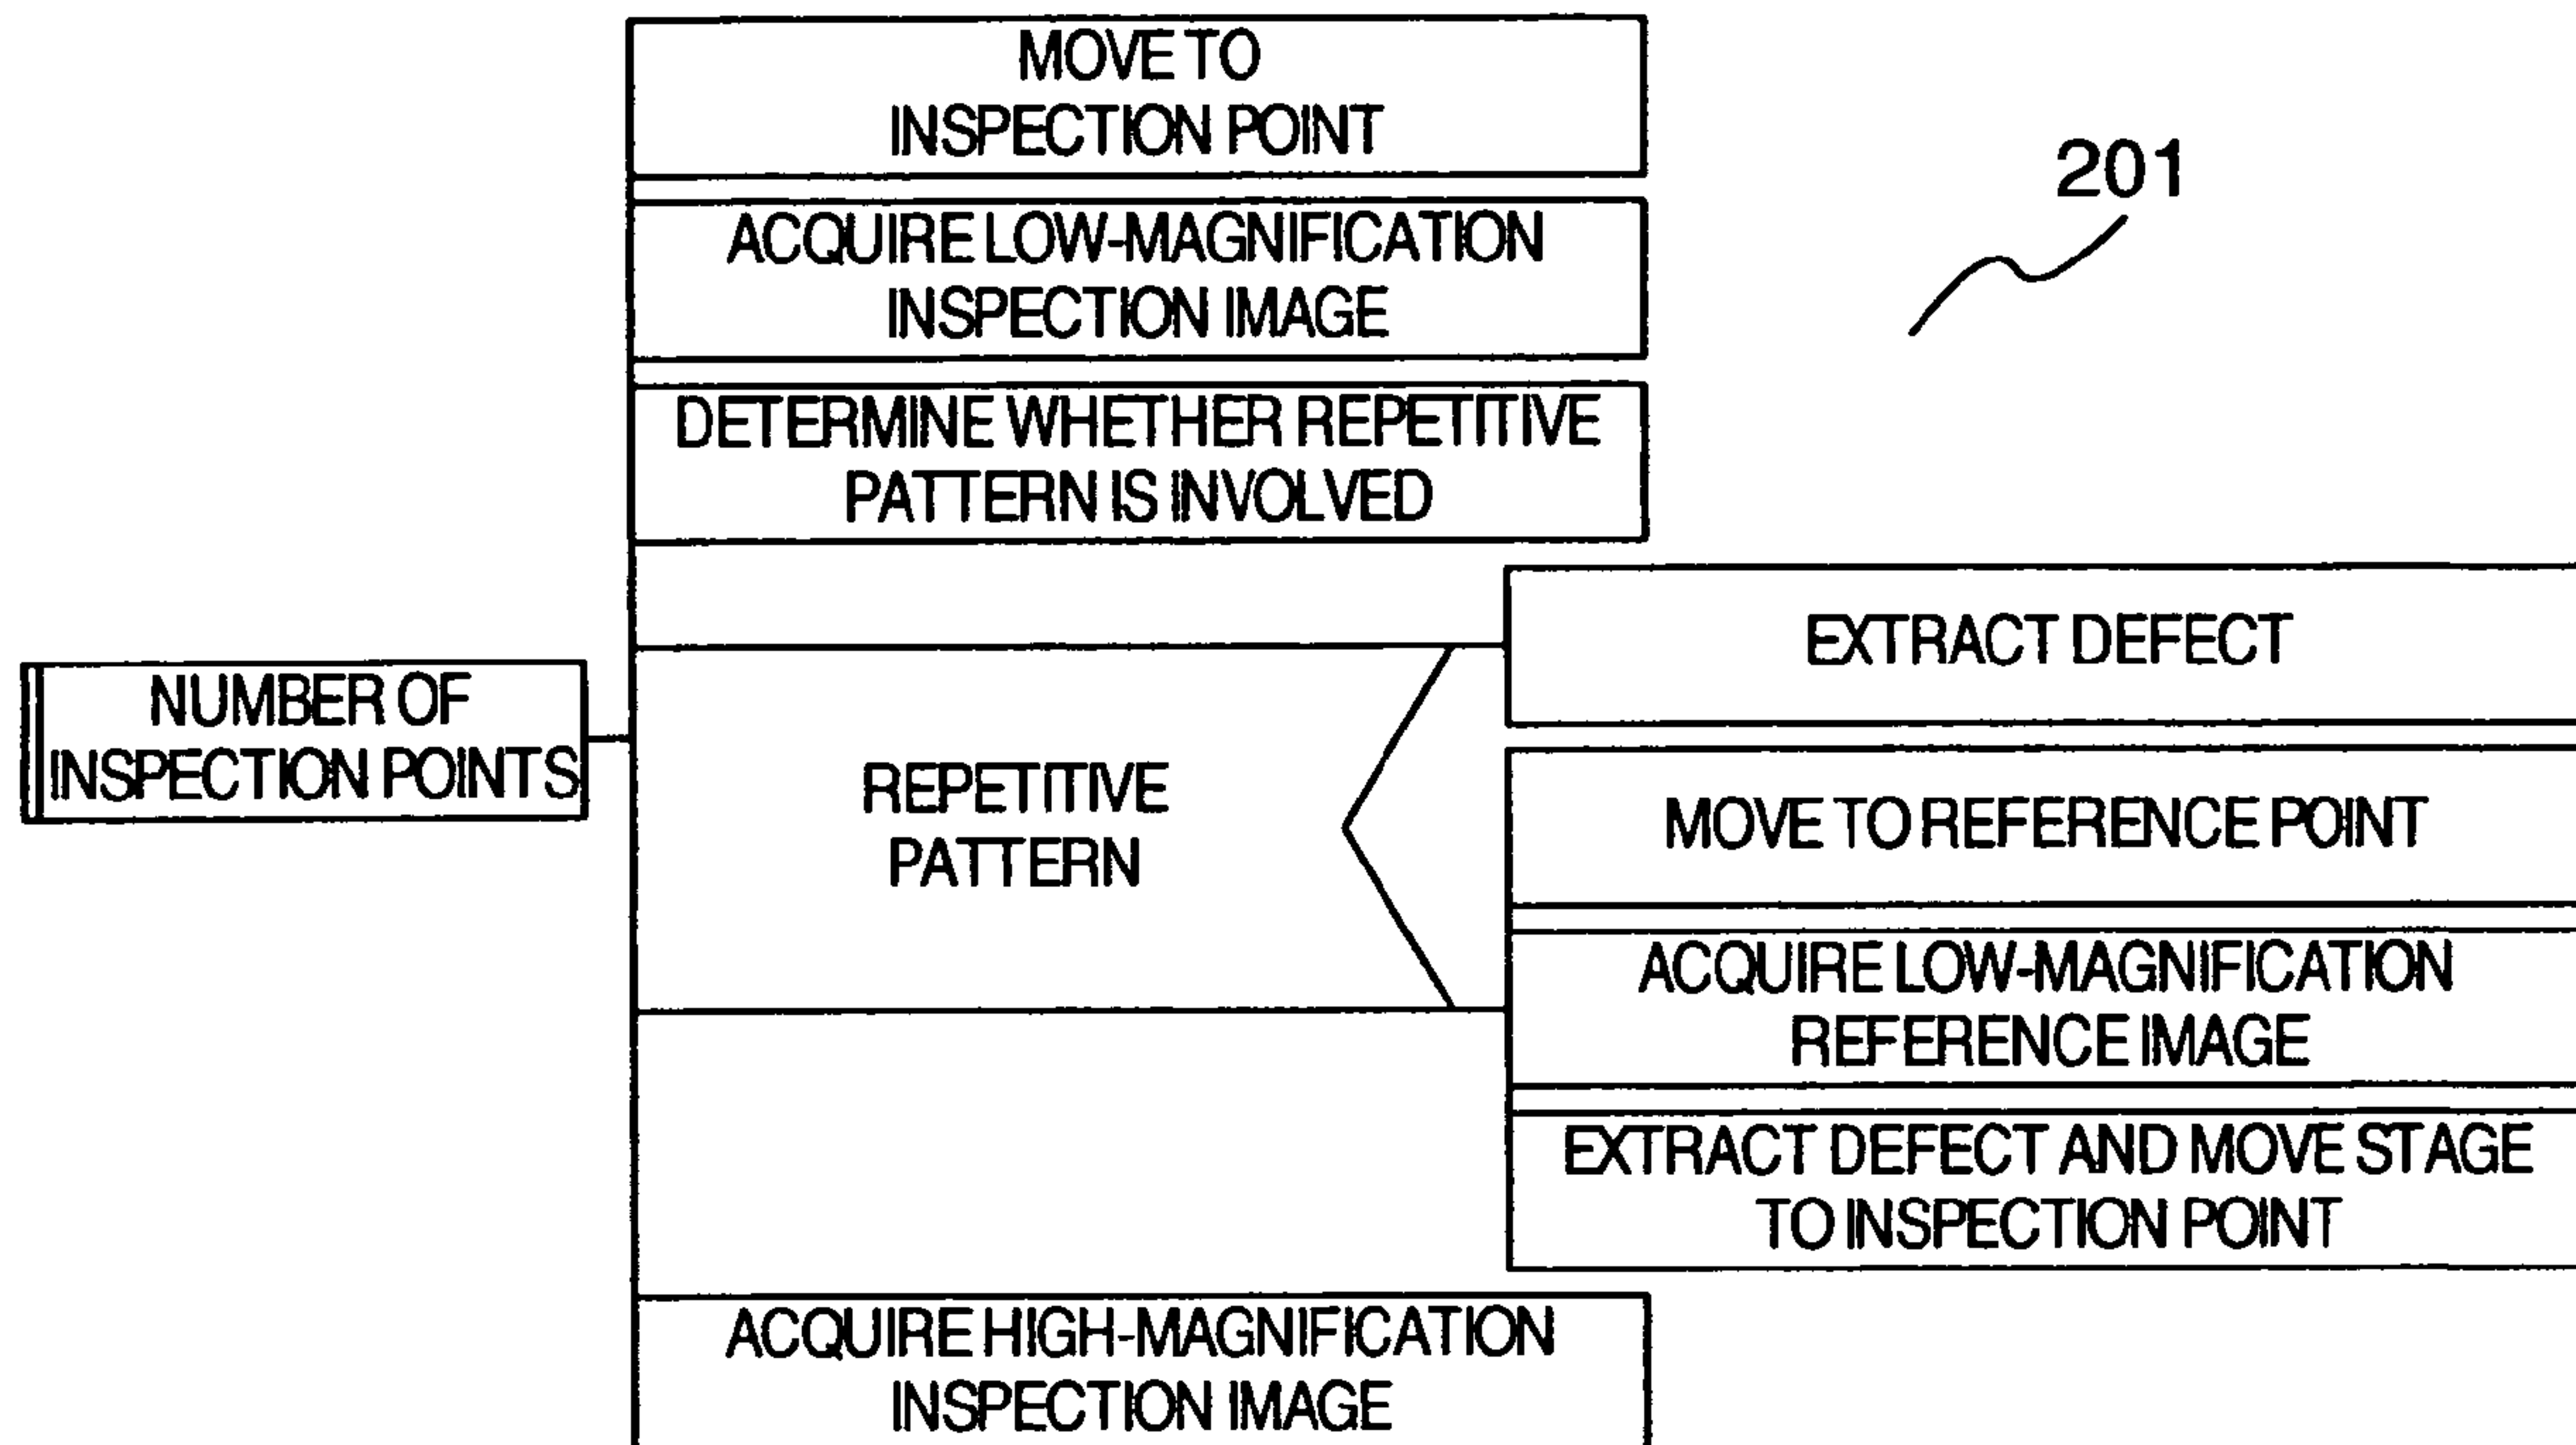 MOVE TO
INSPECTION POINT
201
ACQUIRE LOW-MAGNIFICATION
INSPECTION IMAGE
DETERMINE WHETHER REPETITIVE
PATTERN IS INVOLVED
EXTRACT DEFECT
NUMBER OF
INSPECTION POINTS
REPETITIVE
PATTERN
MOVE TO REFERENCE POINT
ACQUIRE LOW-MAGNIFICATION
REFERENCE IMAGE
EXTRACT DEFECT AND MOVE STAGE
TO INSPECTION POINT
ACQUIRE HIGH-MAGNIFICATION
INSPECTION IMAGE